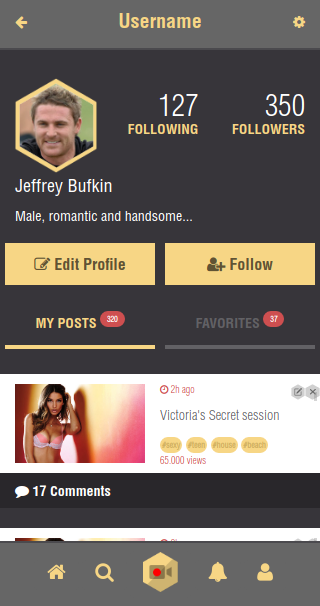 Username
127 350
FOLLOWING FOLLOWERS
Jeffrey Bufkin
Male, romantic and handsome...
Edit Profile Follow
MY POSTS 320 FAVORITES 37
2h ago
Victoria's Secret session
#sexy #teen #house #beach
65.000 views
17 Comments